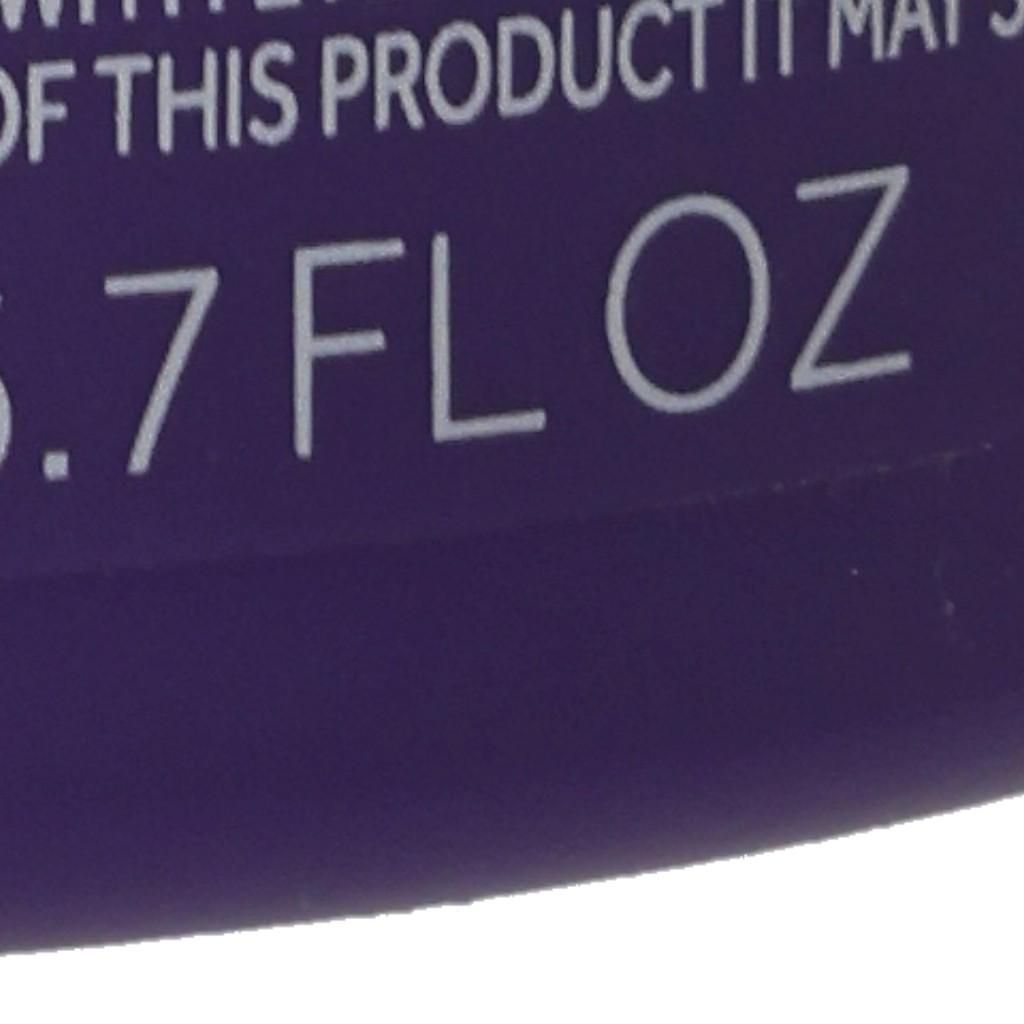 OF THIS PRODUCT IT MAY
.7 FL OZ